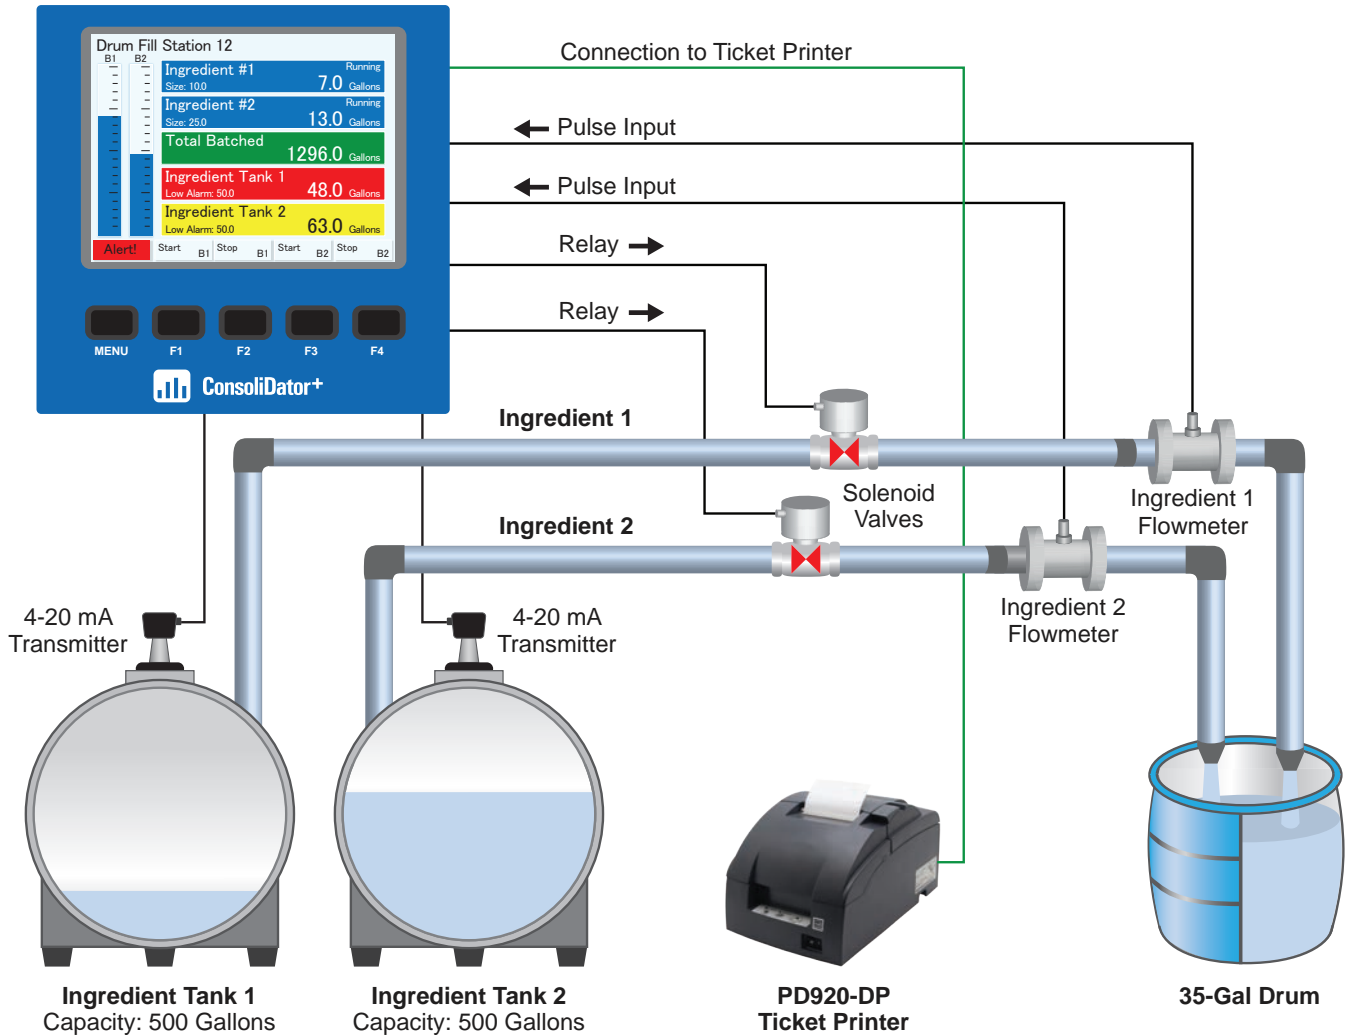 Drum Fill Station 12
B1 B2
Ingredient #1 Running
Size: 10.0 7.0 Gallons
Ingredient #2 Running
Size: 25.0 13.0 Gallons
Total Batched
1296.0 Gallons
Ingredient Tank 1
Low Alarm: 50.0 48.0 Gallons
Ingredient Tank 2
Low Alarm: 50.0 63.0 Gallons
Alert! Start B1 Stop B1 Start B2 Stop B2
MENU F1 F2 F3 F4
ConsoliDator+
Connection to Ticket Printer
Pulse Input
Pulse Input
Relay
Relay
Ingredient 1
Solenoid
Valves
Ingredient 1
Flowmeter
Ingredient 2
Ingredient 2
Flowmeter
4-20 mA
Transmitter
4-20 mA
Transmitter
Ingredient Tank 1
Capacity: 500 Gallons
Ingredient Tank 2
Capacity: 500 Gallons
PD920-DP
Ticket Printer
35-Gal Drum